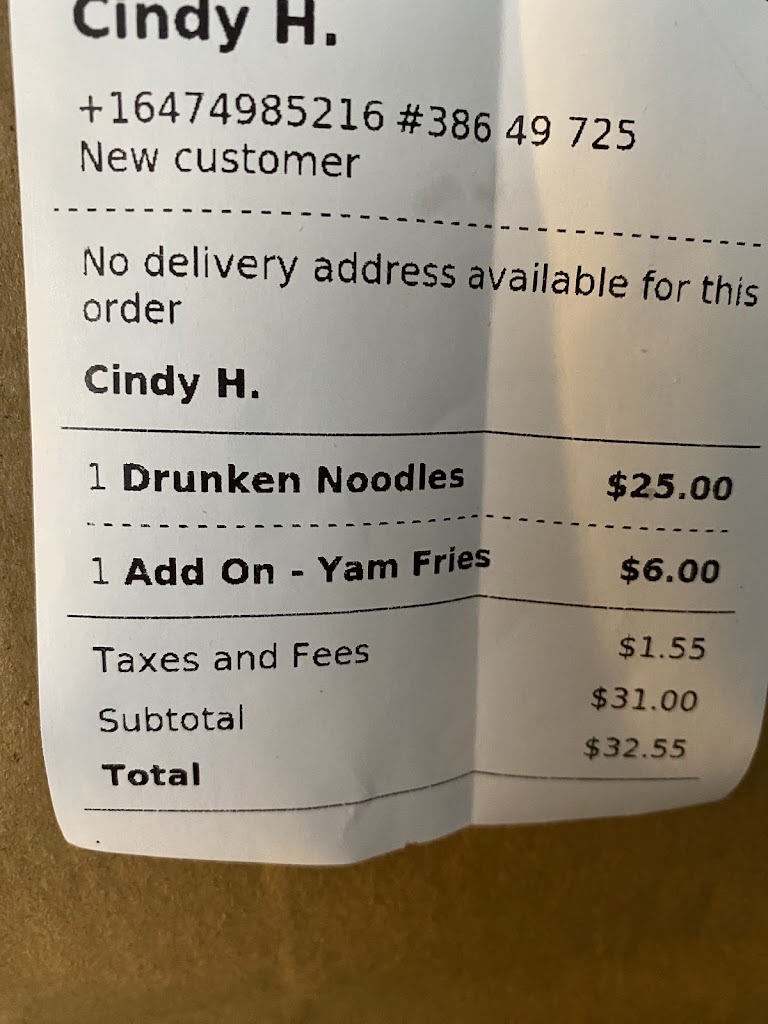 Cindy H.
+16474985216 #386 49 725
New customer
No delivery address available for this
order
Cindy H.
1 Drunken Noodles $25.00
1 Add On - Yam Fries $6.00
Taxes and Fees $1.55
Subtotal $31.00
Total $32.55